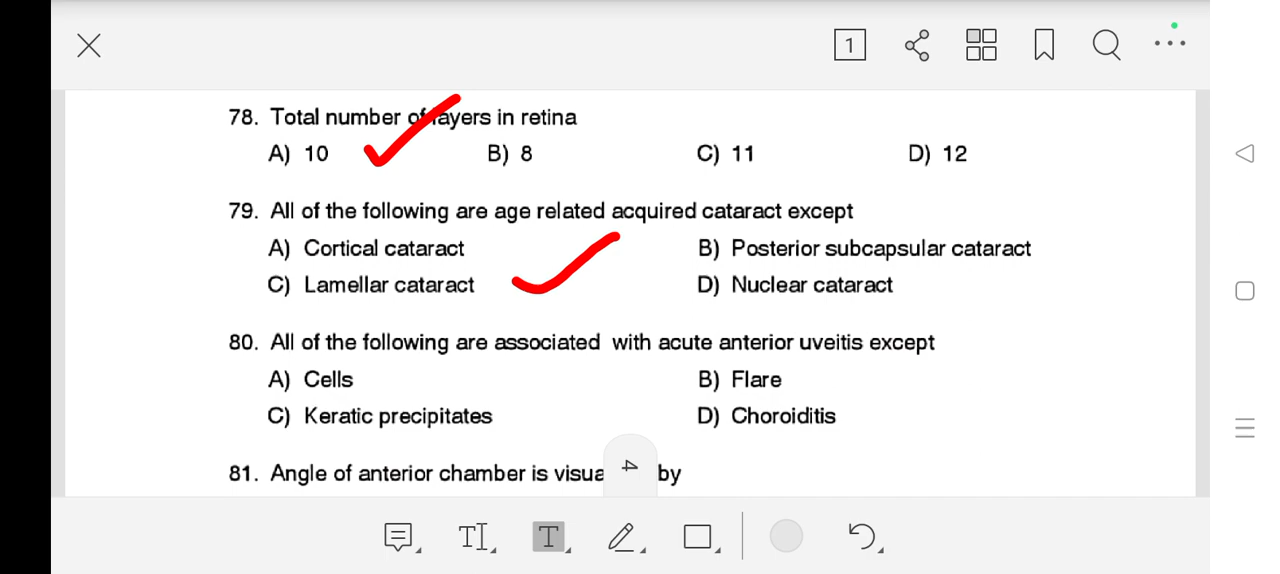 1
78. Total number of layers in retina
A) 10 B) 8 C) 11 D) 12
79. All of the following are age related acquired cataract except
A) Cortical cataract B) Posterior subcapsular cataract
C) Lamellar cataract D) Nuclear cataract
80. All of the following are associated with acute anterior uveitis except
A) Cells B) Flare
C) Keratic precipitates D) Choroiditis
81. Angle of anterior chamber is visua by
4
T T